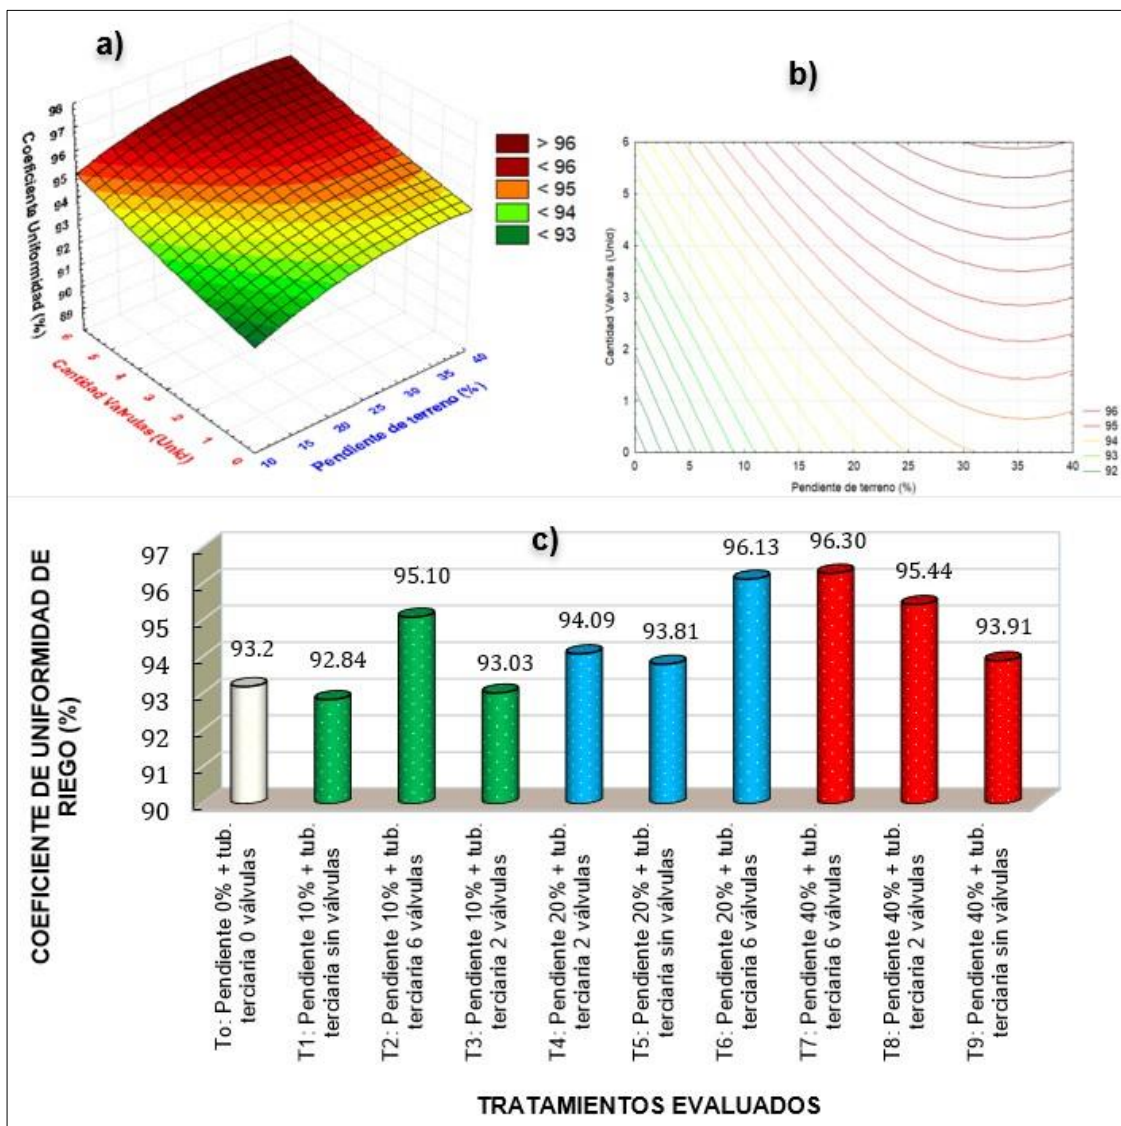 a)
98
97
96
95
94
93
92
91
90
89
Coeficiente Uniformidad (%)
6
5
4
3
2
1
0
Cantidad Valvulas (Unid)
10
15
20
25
30
35
40
Pendiente de terreno (%)
> 96
< 96
< 95
< 94
< 93
b)
6
5
4
3
2
1
0
Cantidad Válvulas (Unid)
0 5 10 15 20 25 30 35 40
Pendiente de terreno (%)
96
95
94
93
92
c)
COEFICIENTE DE UNIFORMIDAD DE
RIEGO (%)
97
96
95
94
93
92
91
90
93.2
92.84
95.10
93.03
94.09
93.81
96.13
96.30
95.44
93.91
To: Pendiente 0% + tub.
terciaria 0 válvulas
T1: Pendiente 10% + tub.
terciaria sin válvulas
T2: Pendiente 10% + tub.
terciaria 6 válvulas
T3: Pendiente 10% + tub.
terciaria 2 válvulas
T4: Pendiente 20% + tub.
terciaria 2 válvulas
T5: Pendiente 20% + tub.
terciaria sin válvulas
T6: Pendiente 20% + tub.
terciaria 6 válvulas
T7: Pendiente 40% + tub.
terciaria 6 válvulas
T8: Pendiente 40% + tub.
terciaria 2 válvulas
T9: Pendiente 40% + tub.
terciaria sin válvulas
TRATAMIENTOS EVALUADOS